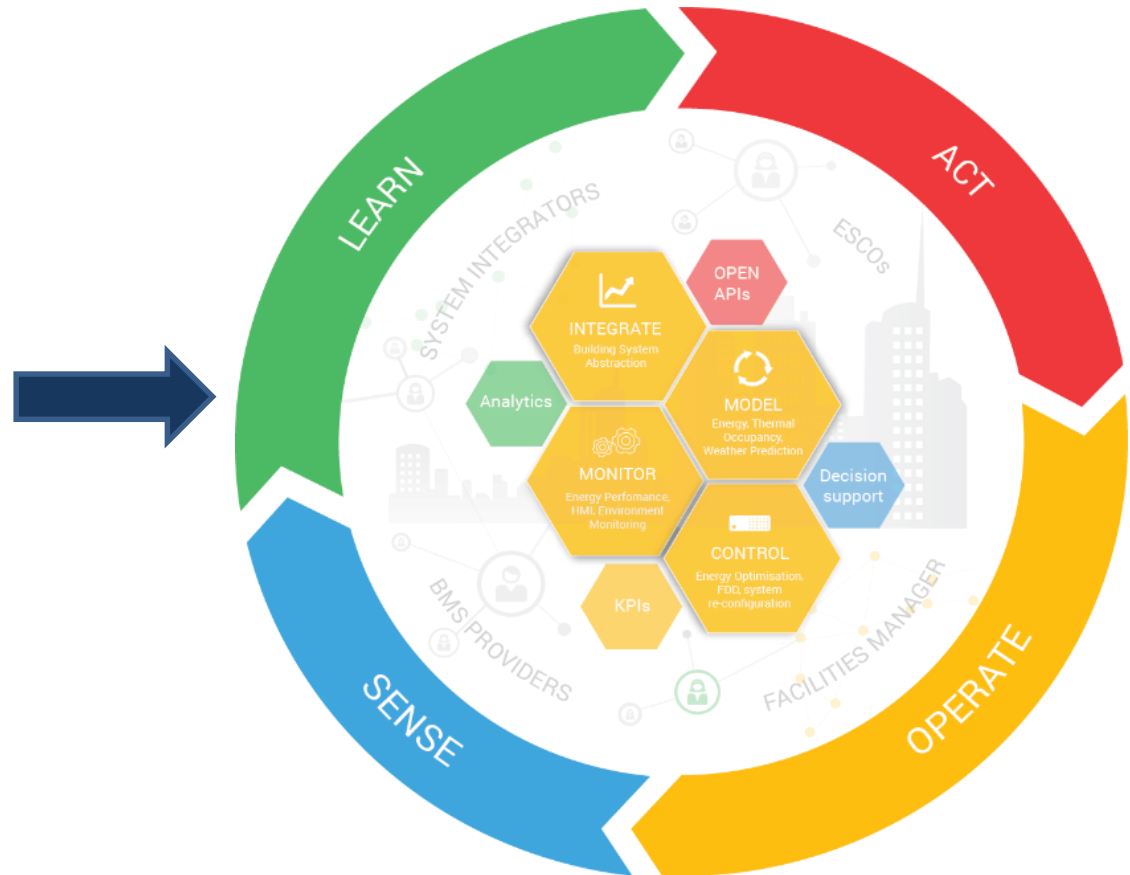 LEARN
ACT
SYSTEM INTEGRATORS
ESCOs
OPEN
APIs
INTEGRATE
Building System
Abstraction
Analytics
MODEL
Energy, Thermal
Occupancy,
Weather Prediction
MONITOR
Energy Perfomance,
HMI, Environment
Monitoring
Decision
support
CONTROL
Energy Optimisation,
FDD, system
re-configuration
KPIs
BMS PROVIDERS
FACILITIES MANAGER
SENSE
OPERATE